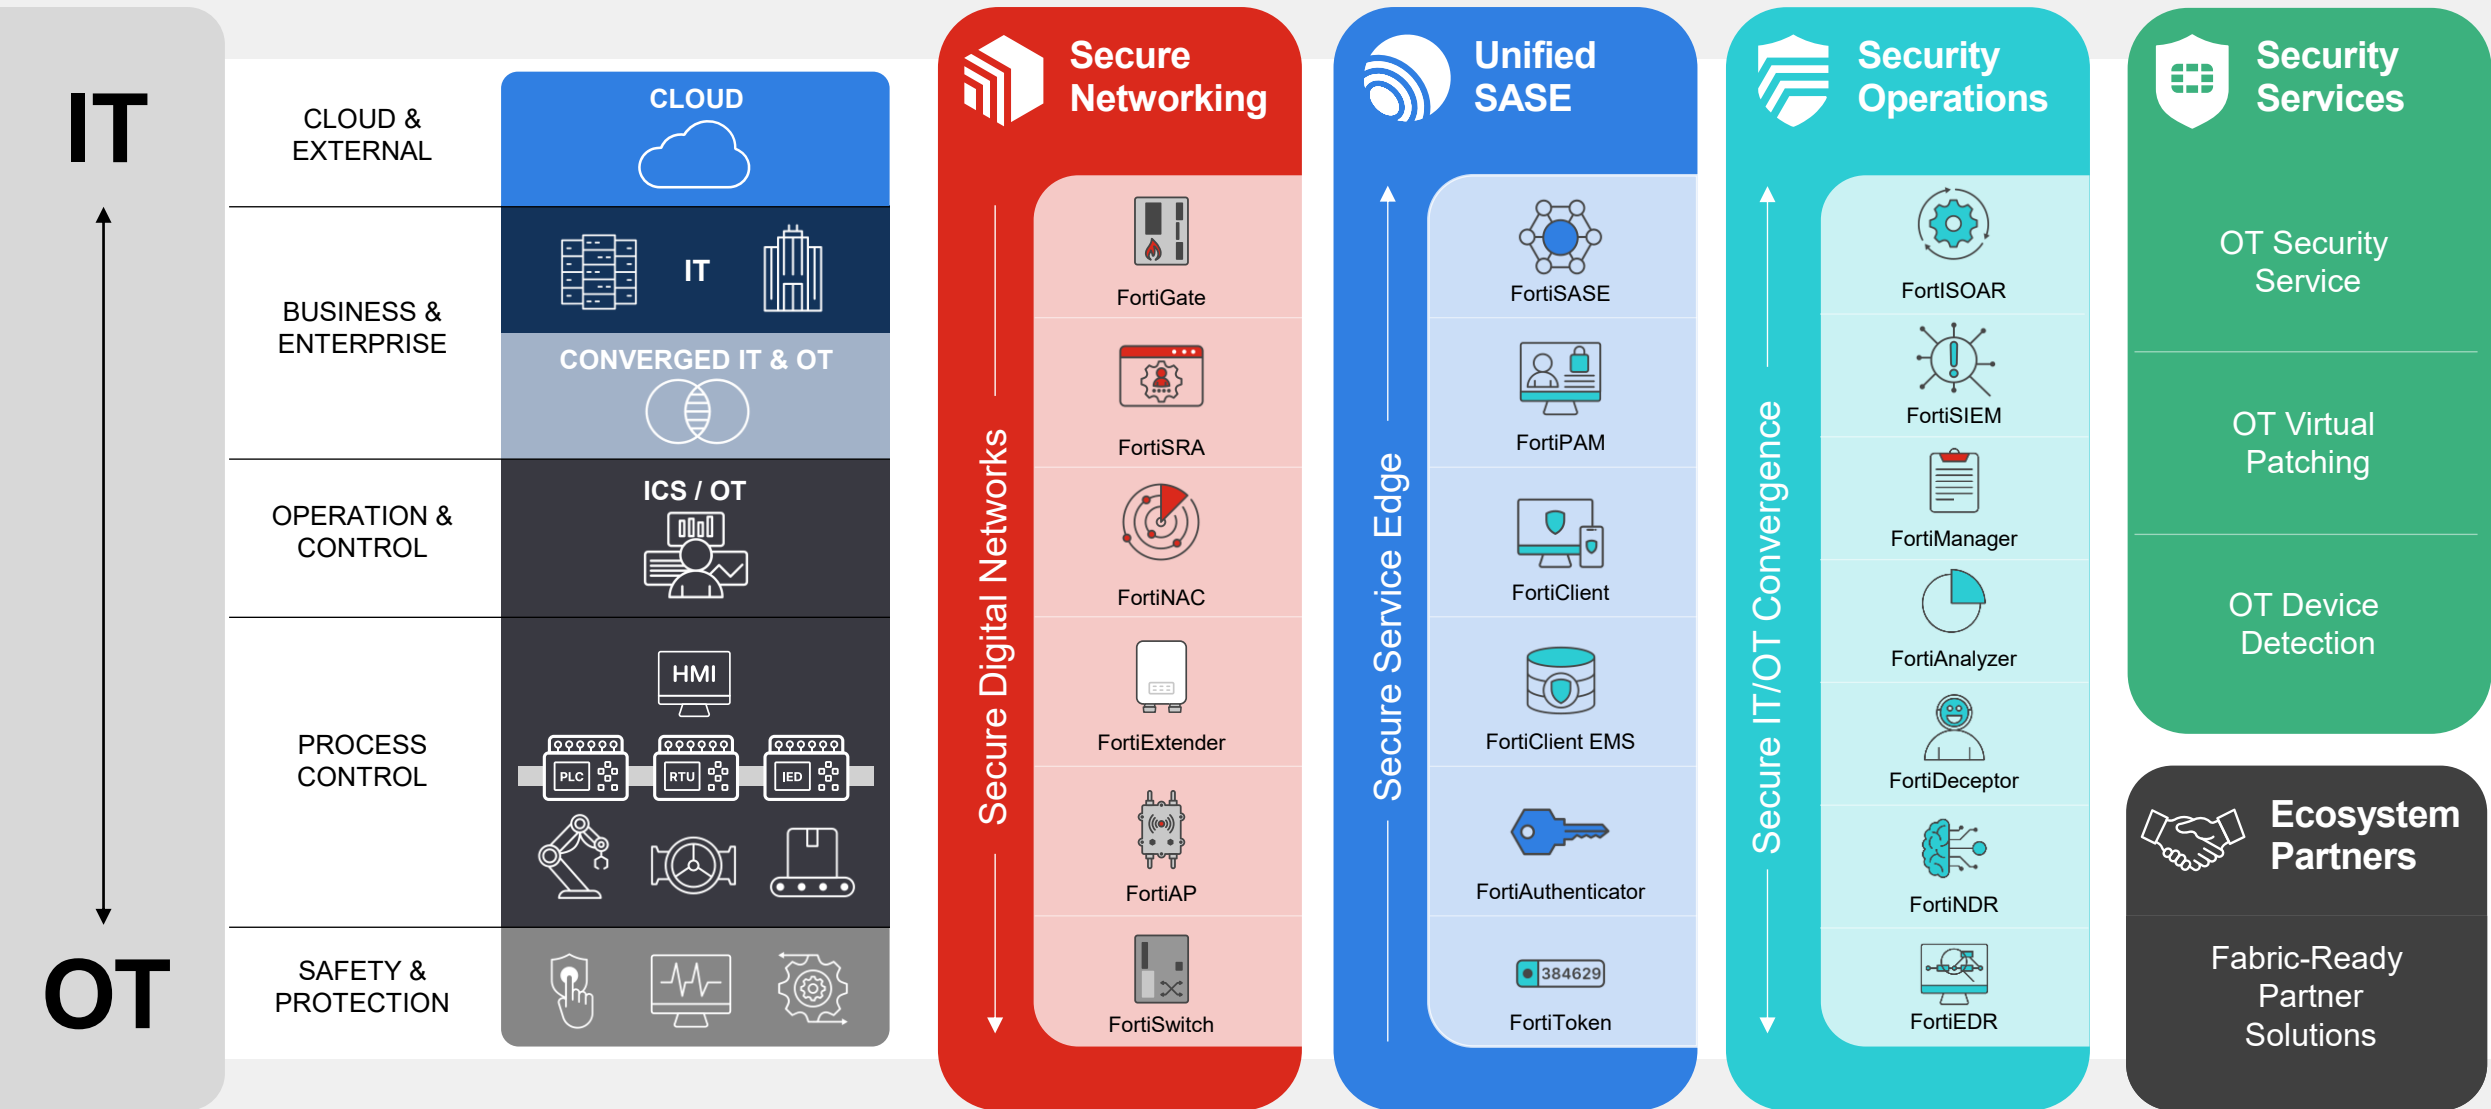 IT
OT
CLOUD &
EXTERNAL
BUSINESS &
ENTERPRISE
OPERATION &
CONTROL
PROCESS
CONTROL
SAFETY &
PROTECTION
CLOUD
IT
CONVERGED IT & OT
ICS / OT
HMI
PLC
RTU
IED
Secure
Networking
Secure Digital Networks
FortiGate
FortiSRA
FortiNAC
FortiExtender
FortiAP
FortiSwitch
Unified
SASE
Secure Service Edge
FortiSASE
FortiPAM
FortiClient
FortiClient EMS
FortiAuthenticator
384629
FortiToken
Security
Operations
Secure IT/OT Convergence
FortISOAR
FortiSIEM
FortiManager
FortiAnalyzer
FortiDeceptor
FortiNDR
FortiEDR
Security
Services
OT Security
Service
OT Virtual
Patching
OT Device
Detection
Ecosystem
Partners
Fabric-Ready
Partner
Solutions